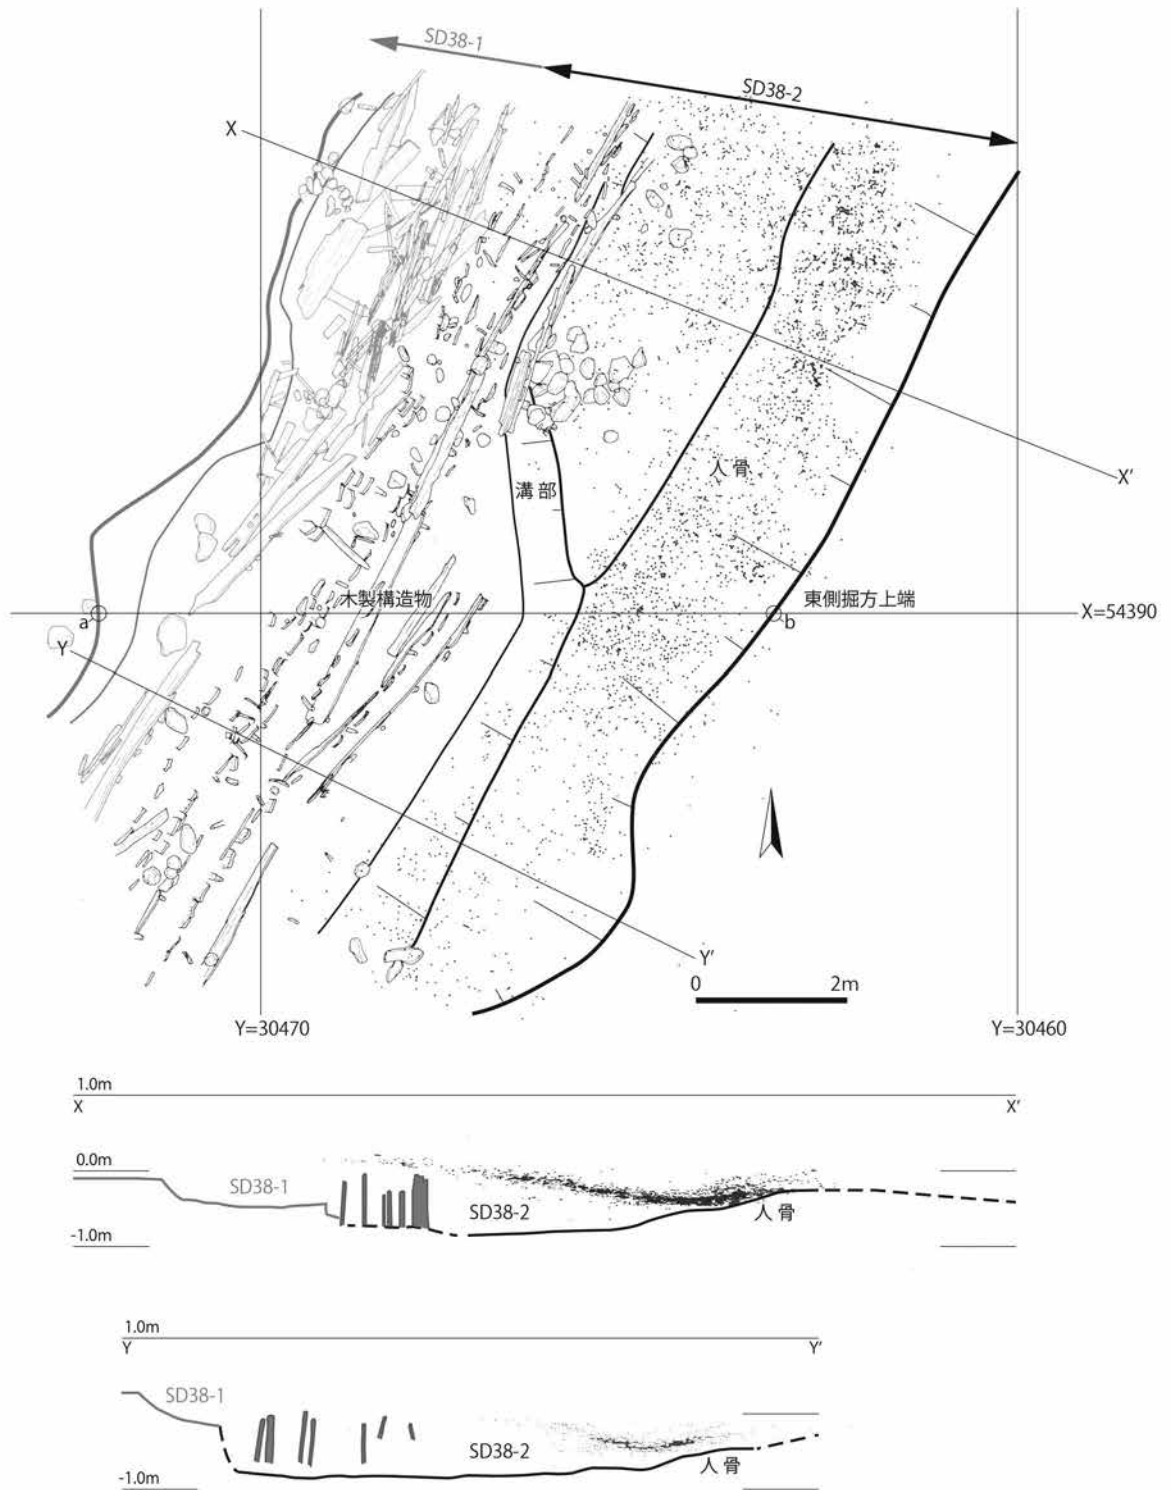 SD38-1
SD38-2
X
X'
人骨
溝部
木製構造物
東側掘方上端
a
b
X=54390
Y
Y'
0 2m
Y=30470
Y=30460
1.0m
X
X'
0.0m
SD38-1
SD38-2
人骨
-1.0m
1.0m
Y
Y'
SD38-1
SD38-2
人骨
-1.0m